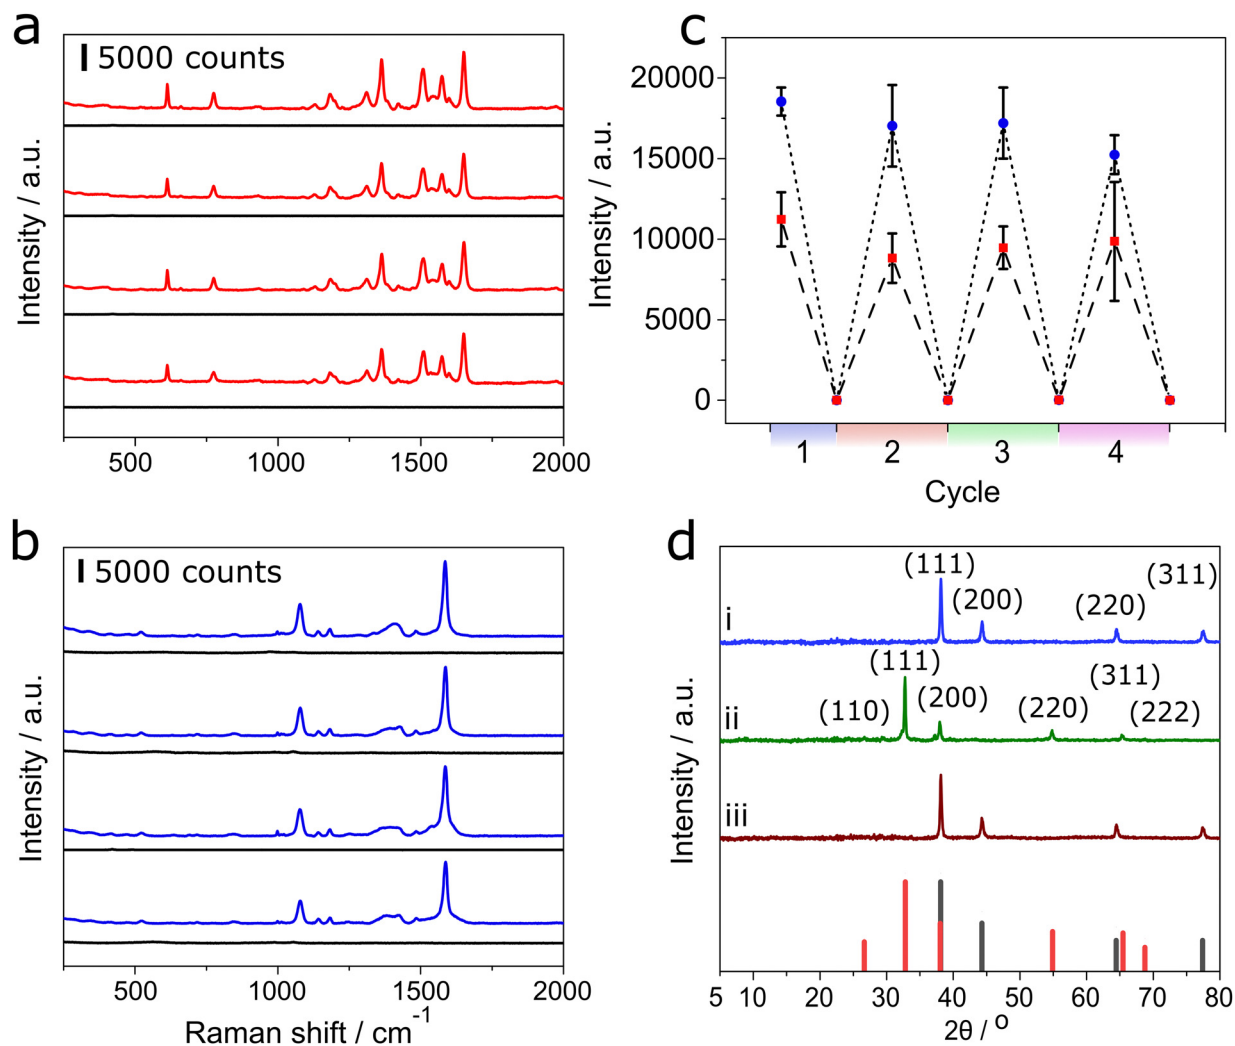 a
5000 counts
Intensity / a.u.
500 1000 1500 2000
b
5000 counts
Intensity / a.u.
500 1000 1500 2000
Raman shift / cm-1
c
Intensity / a.u.
20000
15000
10000
5000
0
1 2 3 4
Cycle
d
Intensity / a.u.
i
(111)
(200)
(220)
(311)
ii
(110)
(111)
(200)
(220)
(311)
(222)
iii
5 10 20 30 40 50 60 70 80
2θ / o